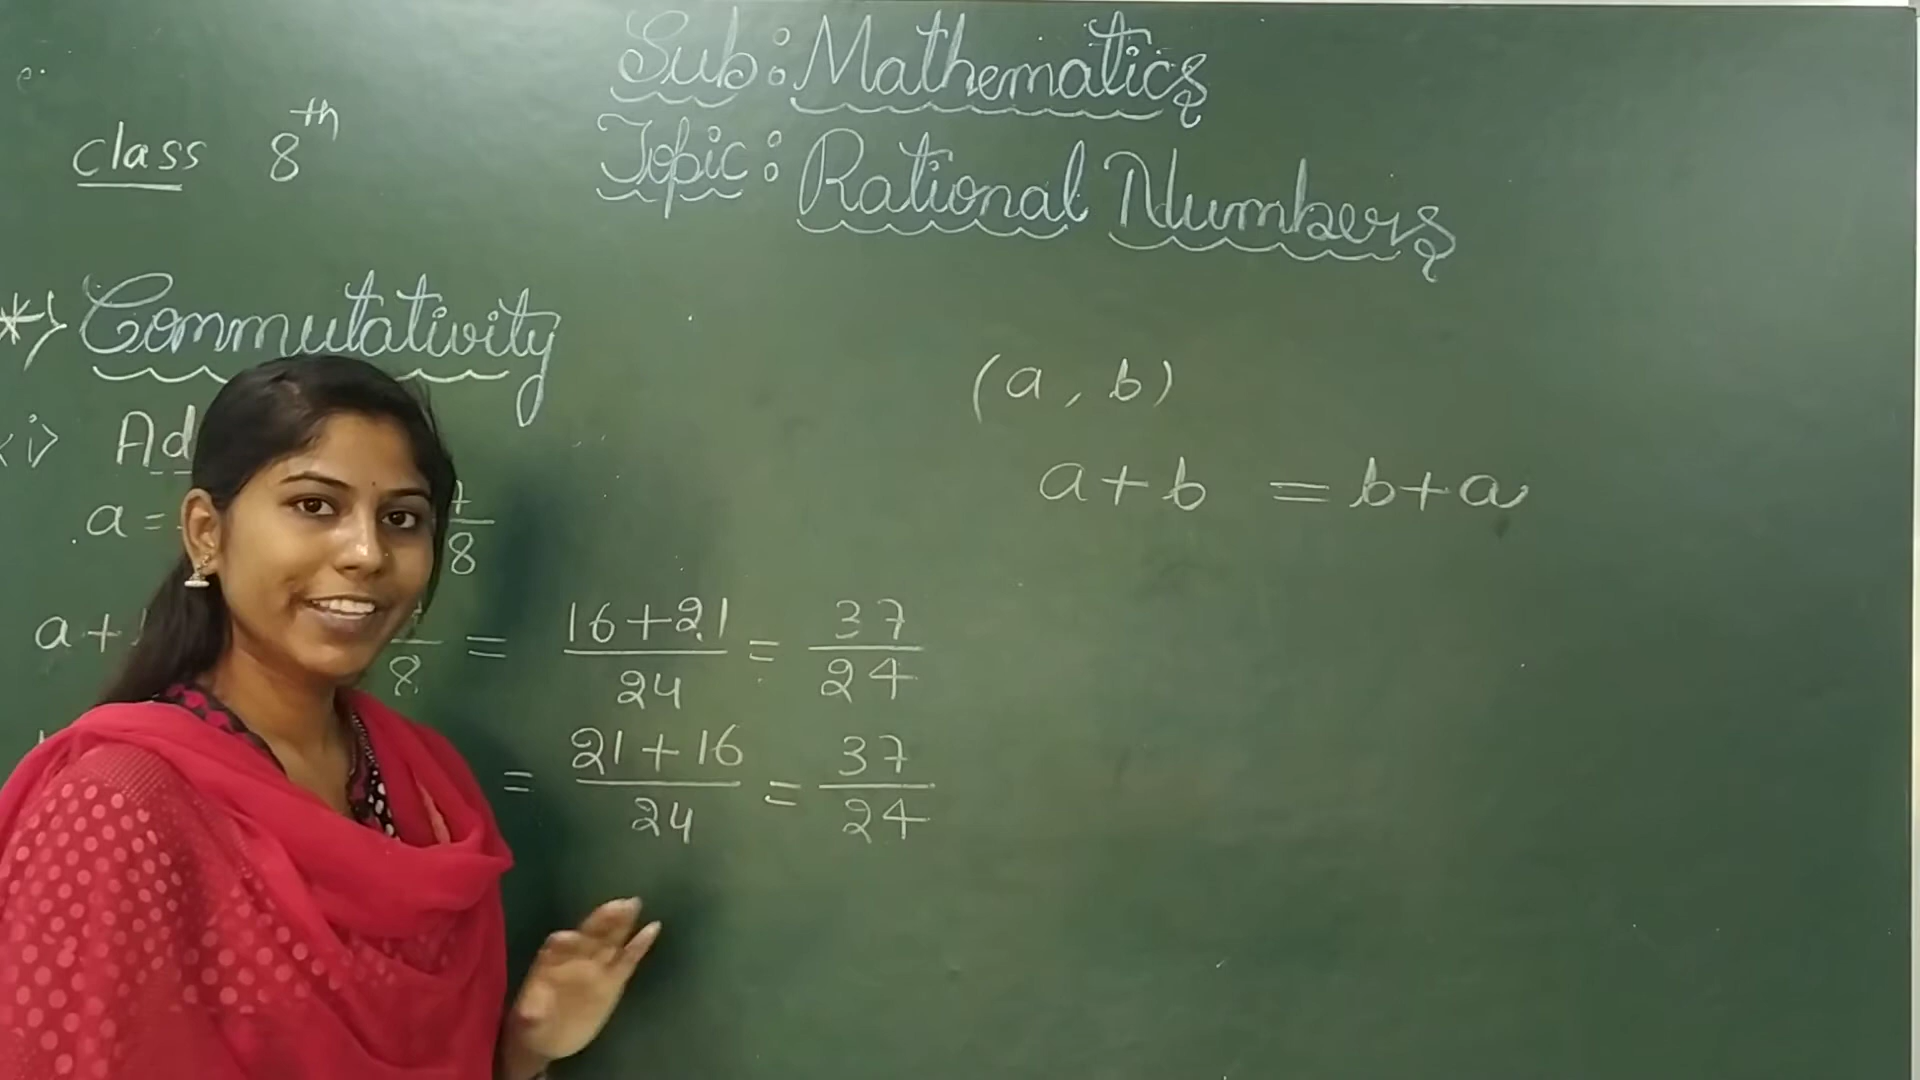 Sub: Mathematics
class 8th
Topic: Rational Numbers
*> Commutativity
(a, b)
<i> Ad
a + b = b + a
a = 7/8
a + /8 = 16+21/24 = 37/24
= 21+16/24 = 37/24